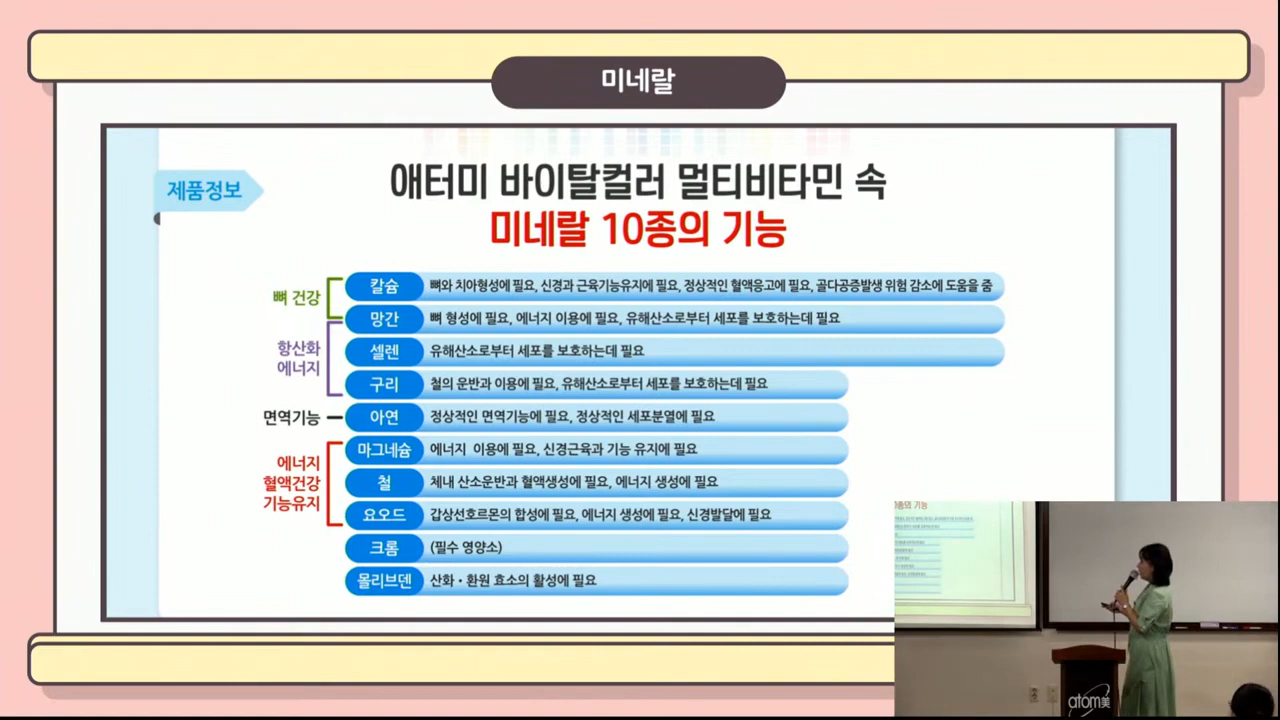 미네랄
제품정보
애터미 바이탈컬러 멀티비타민 속
미네랄 10종의 기능
뼈 건강
칼슘 뼈와 치아형성에 필요, 신경과 근육기능유지에 필요, 정상적인 혈액응고에 필요, 골다공증발생 위험 감소에 도움을 줌
망간 뼈 형성에 필요, 에너지 이용에 필요, 유해산소로부터 세포를 보호하는데 필요
항산화
에너지
셀렌 유해산소로부터 세포를 보호하는데 필요
구리 철의 운반과 이용에 필요, 유해산소로부터 세포를 보호하는데 필요
면역기능
아연 정상적인 면역기능에 필요, 정상적인 세포분열에 필요
에너지
혈액건강
기능유지
마그네슘 에너지 이용에 필요, 신경근육과 기능 유지에 필요
철 체내 산소운반과 혈액생성에 필요, 에너지 생성에 필요
요오드 갑상선호르몬의 합성에 필요, 에너지 생성에 필요, 신경발달에 필요
크롬 (필수 영양소)
몰리브덴 산화・환원 효소의 활성에 필요
0종의 기능
atom美